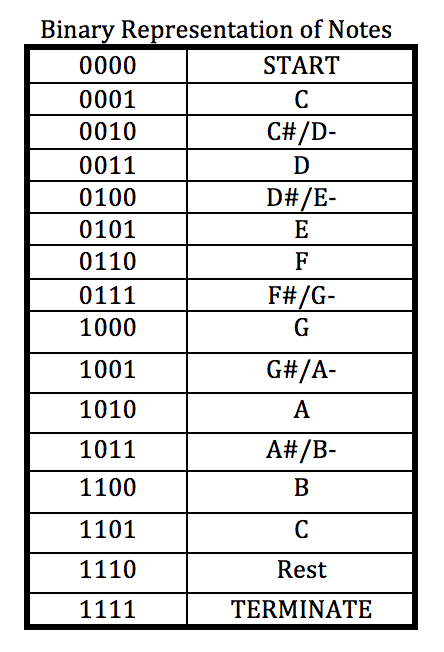 Binary Representation of Notes
0000 START
0001 C
0010 C#/D-
0011 D
0100 D#/E-
0101 E
0110 F
0111 F#/G-
1000 G
1001 G#/A-
1010 A
1011 A#/B-
1100 B
1101 C
1110 Rest
1111 TERMINATE